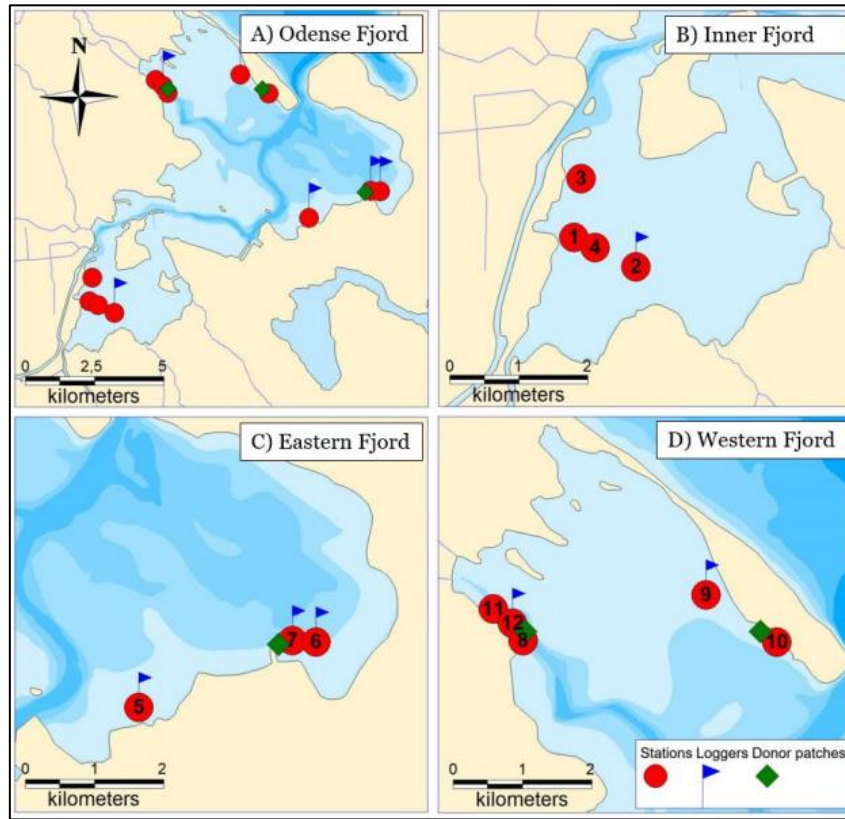 A) Odense Fjord
N
0 2,5 5
kilometers
B) Inner Fjord
3
1
4
2
0 1 2
kilometers
C) Eastern Fjord
7 6
5
0 1 2
kilometers
D) Western Fjord
9
11
12
8
10
0 1 2
kilometers
Stations Loggers Donor patches